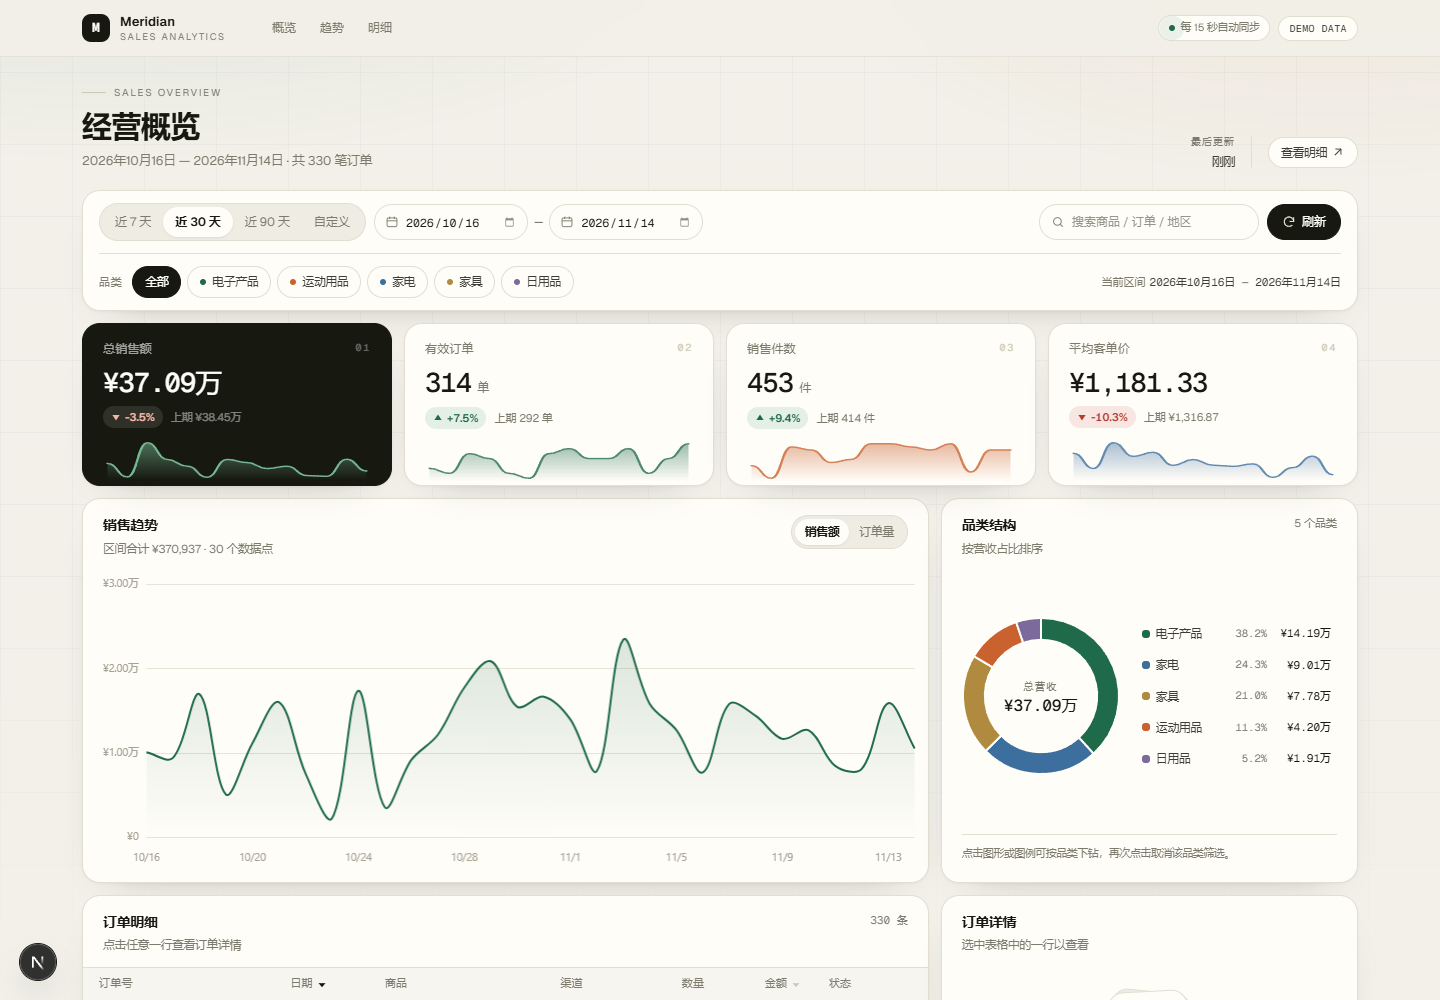 M
Meridian
SALES ANALYTICS
概览 趋势 明细
每 15 秒自动同步
DEMO DATA
SALES OVERVIEW
经营概览
2026年10月16日 — 2026年11月14日 · 共 330 笔订单
最后更新
刚刚
查看明细
近 7 天 近 30 天 近 90 天 自定义
2026/10/16 — 2026/11/14
搜索商品 / 订单 / 地区
刷新
品类 全部 电子产品 运动用品 家电 家具 日用品
当前区间 2026年10月16日 — 2026年11月14日
总销售额 01
¥37.09万
-3.5% 上期 ¥38.45万
有效订单 02
314 单
+7.5% 上期 292 单
销售件数 03
453 件
+9.4% 上期 414 件
平均客单价 04
¥1,181.33
-10.3% 上期 ¥1,316.87
销售趋势
区间合计 ¥370,937 · 30 个数据点
销售额 订单量
¥3.00万
¥2.00万
¥1.00万
¥0
10/16 10/20 10/24 10/28 11/1 11/5 11/9 11/13
品类结构
5 个品类
按营收占比排序
总营收
¥37.09万
电子产品 38.2% ¥14.19万
家电 24.3% ¥9.01万
家具 21.0% ¥7.78万
运动用品 11.3% ¥4.20万
日用品 5.2% ¥1.91万
点击图形或图例可按品类下钻，再次点击取消该品类筛选。
订单明细
330 条
点击任意一行查看订单详情
订单号 日期 商品 渠道 数量 金额 状态
订单详情
选中表格中的一行以查看
N